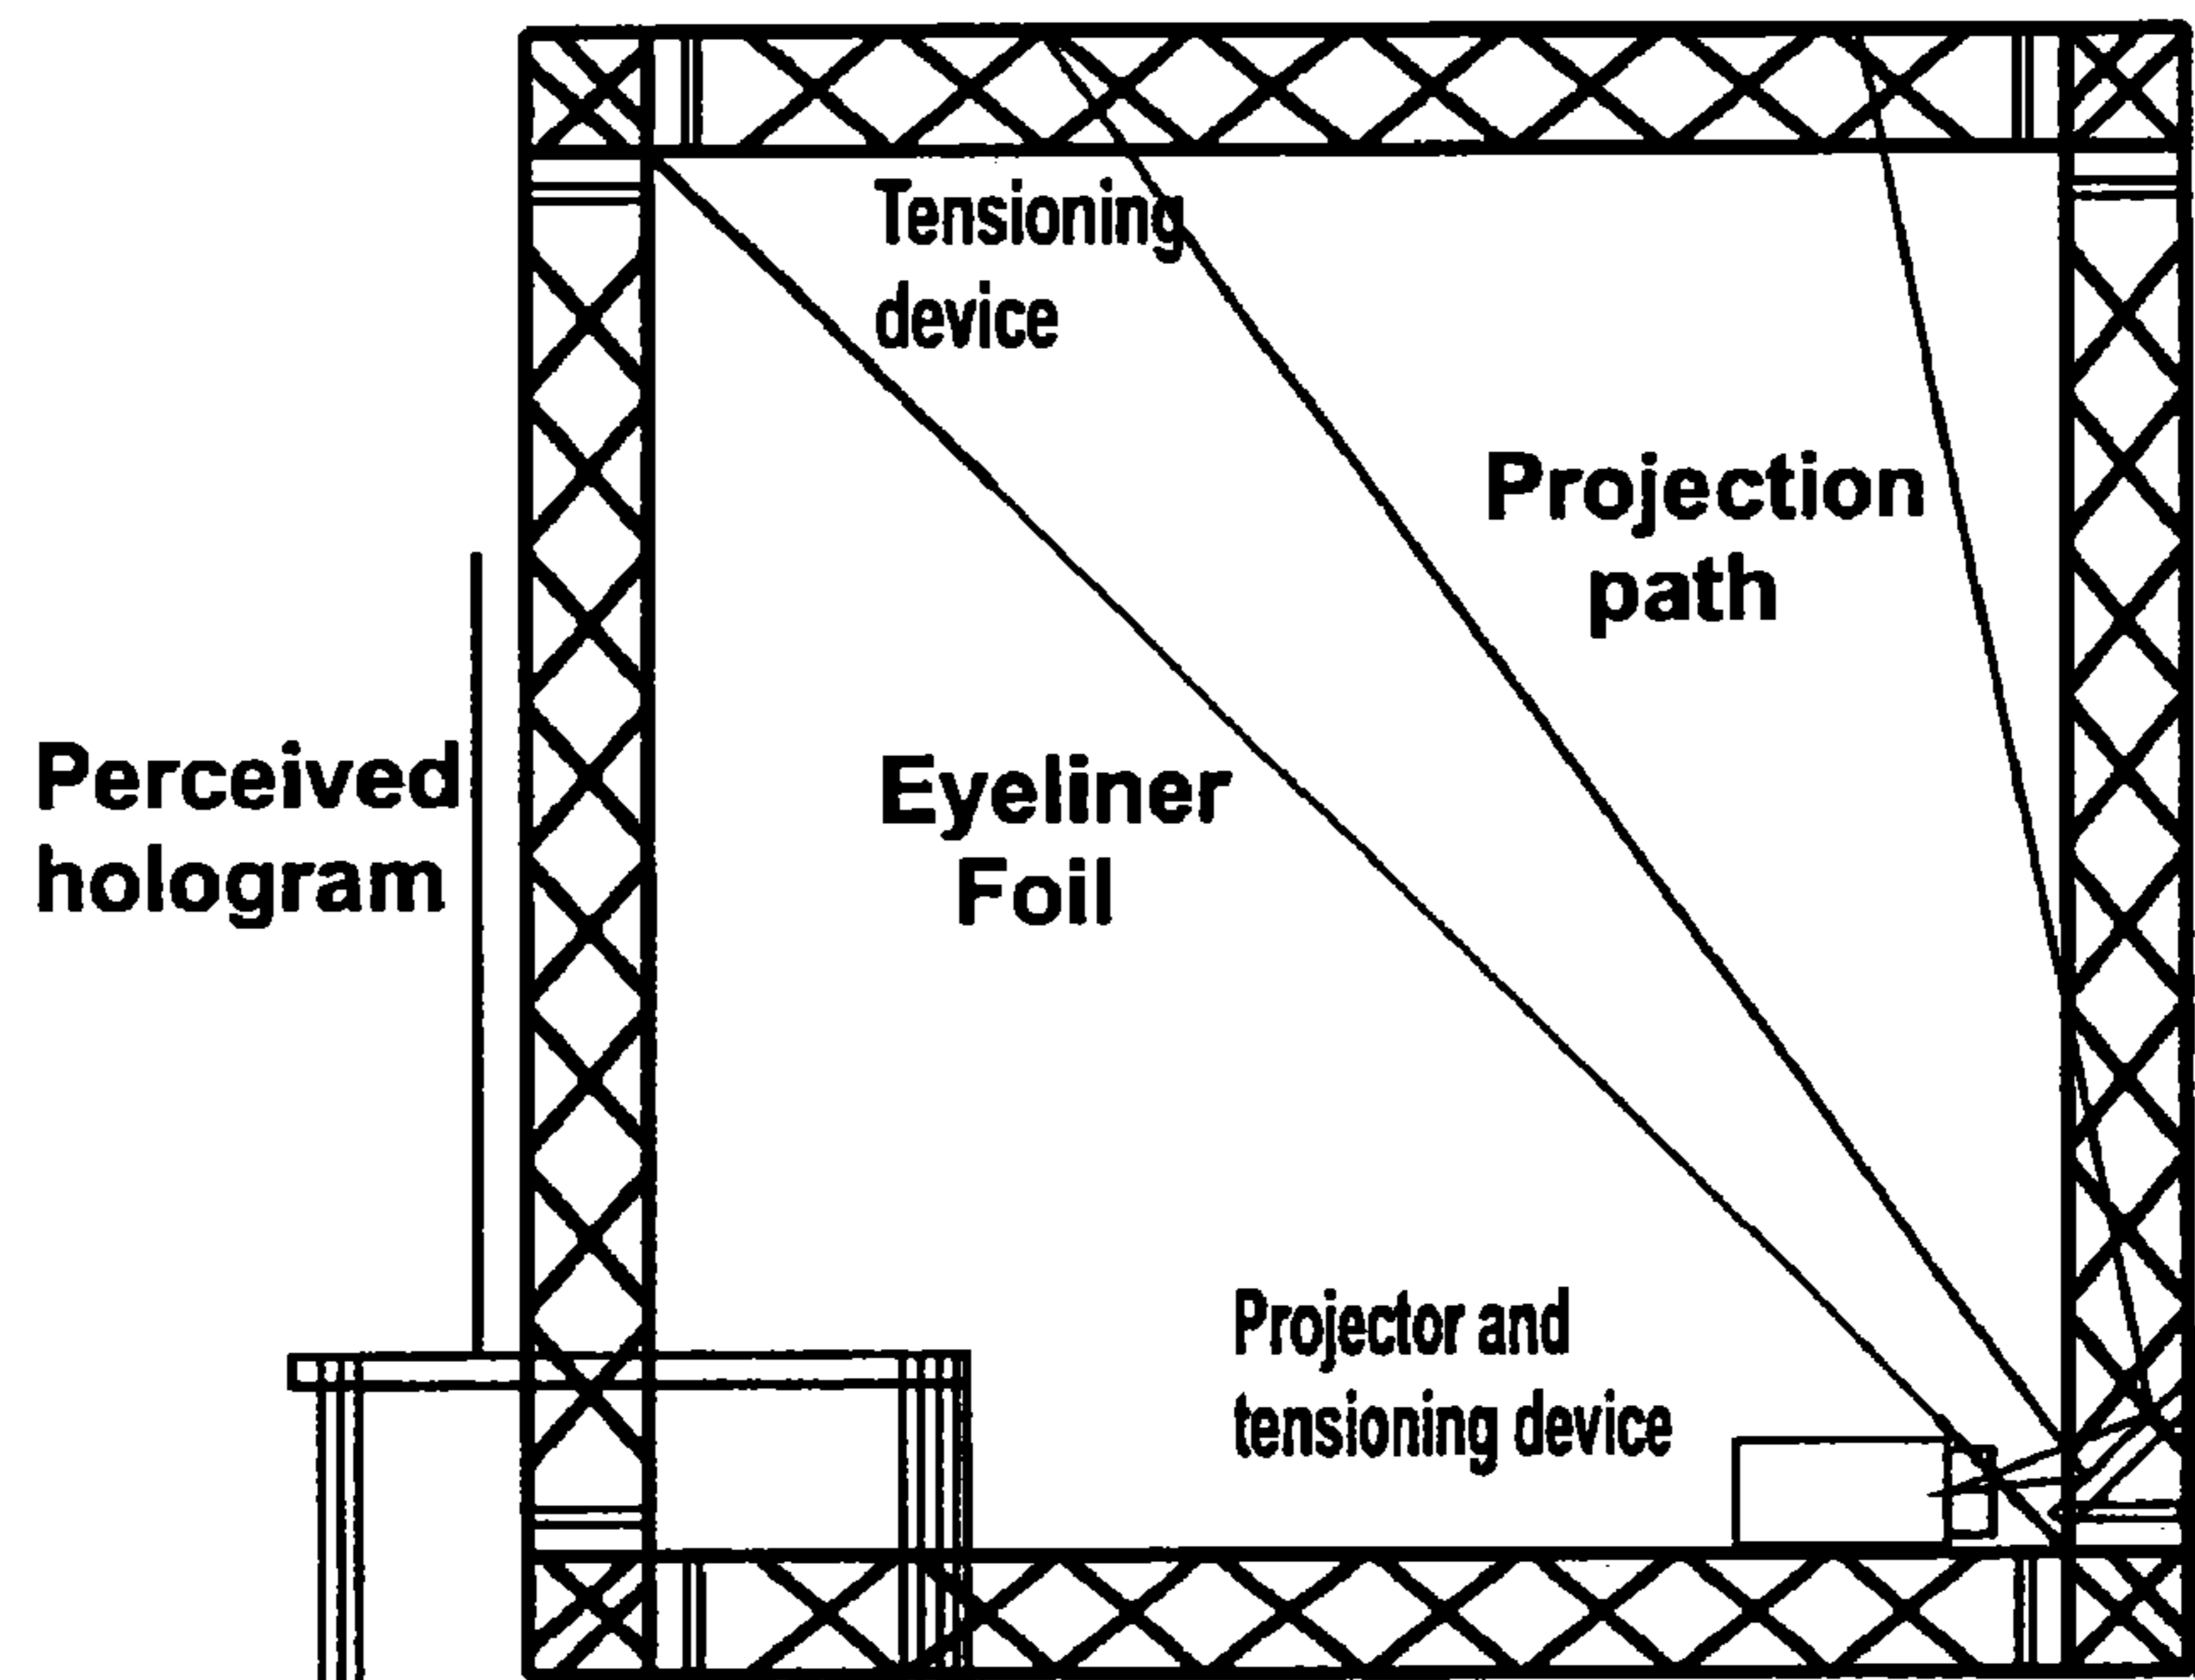 Tensioning
device
Projection
path
Perceived
hologram
Eyeliner
Foil
Projector and
tensioning device